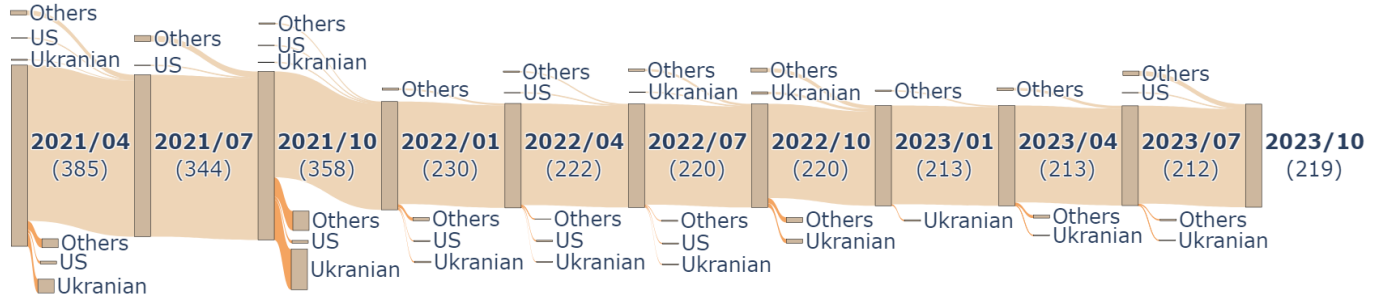 Others
US
Ukranian
Others
US
Others
US
Ukranian
Others
Others
US
Others
Ukranian
Others
Ukranian
Others
Others
Others
US
2021/04
(385)
2021/07
(344)
2021/10
(358)
2022/01
(230)
2022/04
(222)
2022/07
(220)
2022/10
(220)
2023/01
(213)
2023/04
(213)
2023/07
(212)
2023/10
(219)
Others
US
Ukranian
Others
US
Ukranian
Others
US
Ukranian
Others
US
Ukranian
Others
US
Ukranian
Others
Ukranian
Ukranian
Others
Ukranian
Others
Ukranian